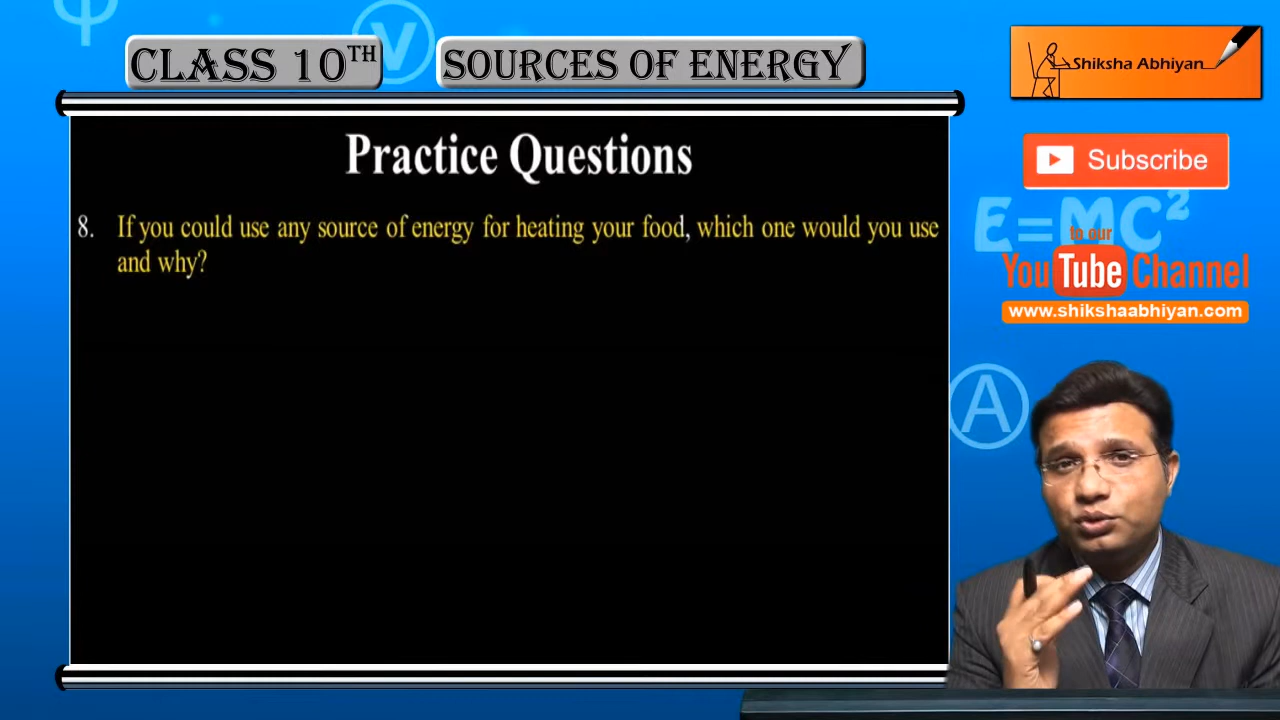 CLASS 10TH
SOURCES OF ENERGY
Shiksha Abhiyan
Practice Questions
8. If you could use any source of energy for heating your food, which one would you use
and why?
Subscribe
E=MC2
to our
YouTube Channel
www.shikshaabhiyan.com
V
A
φ